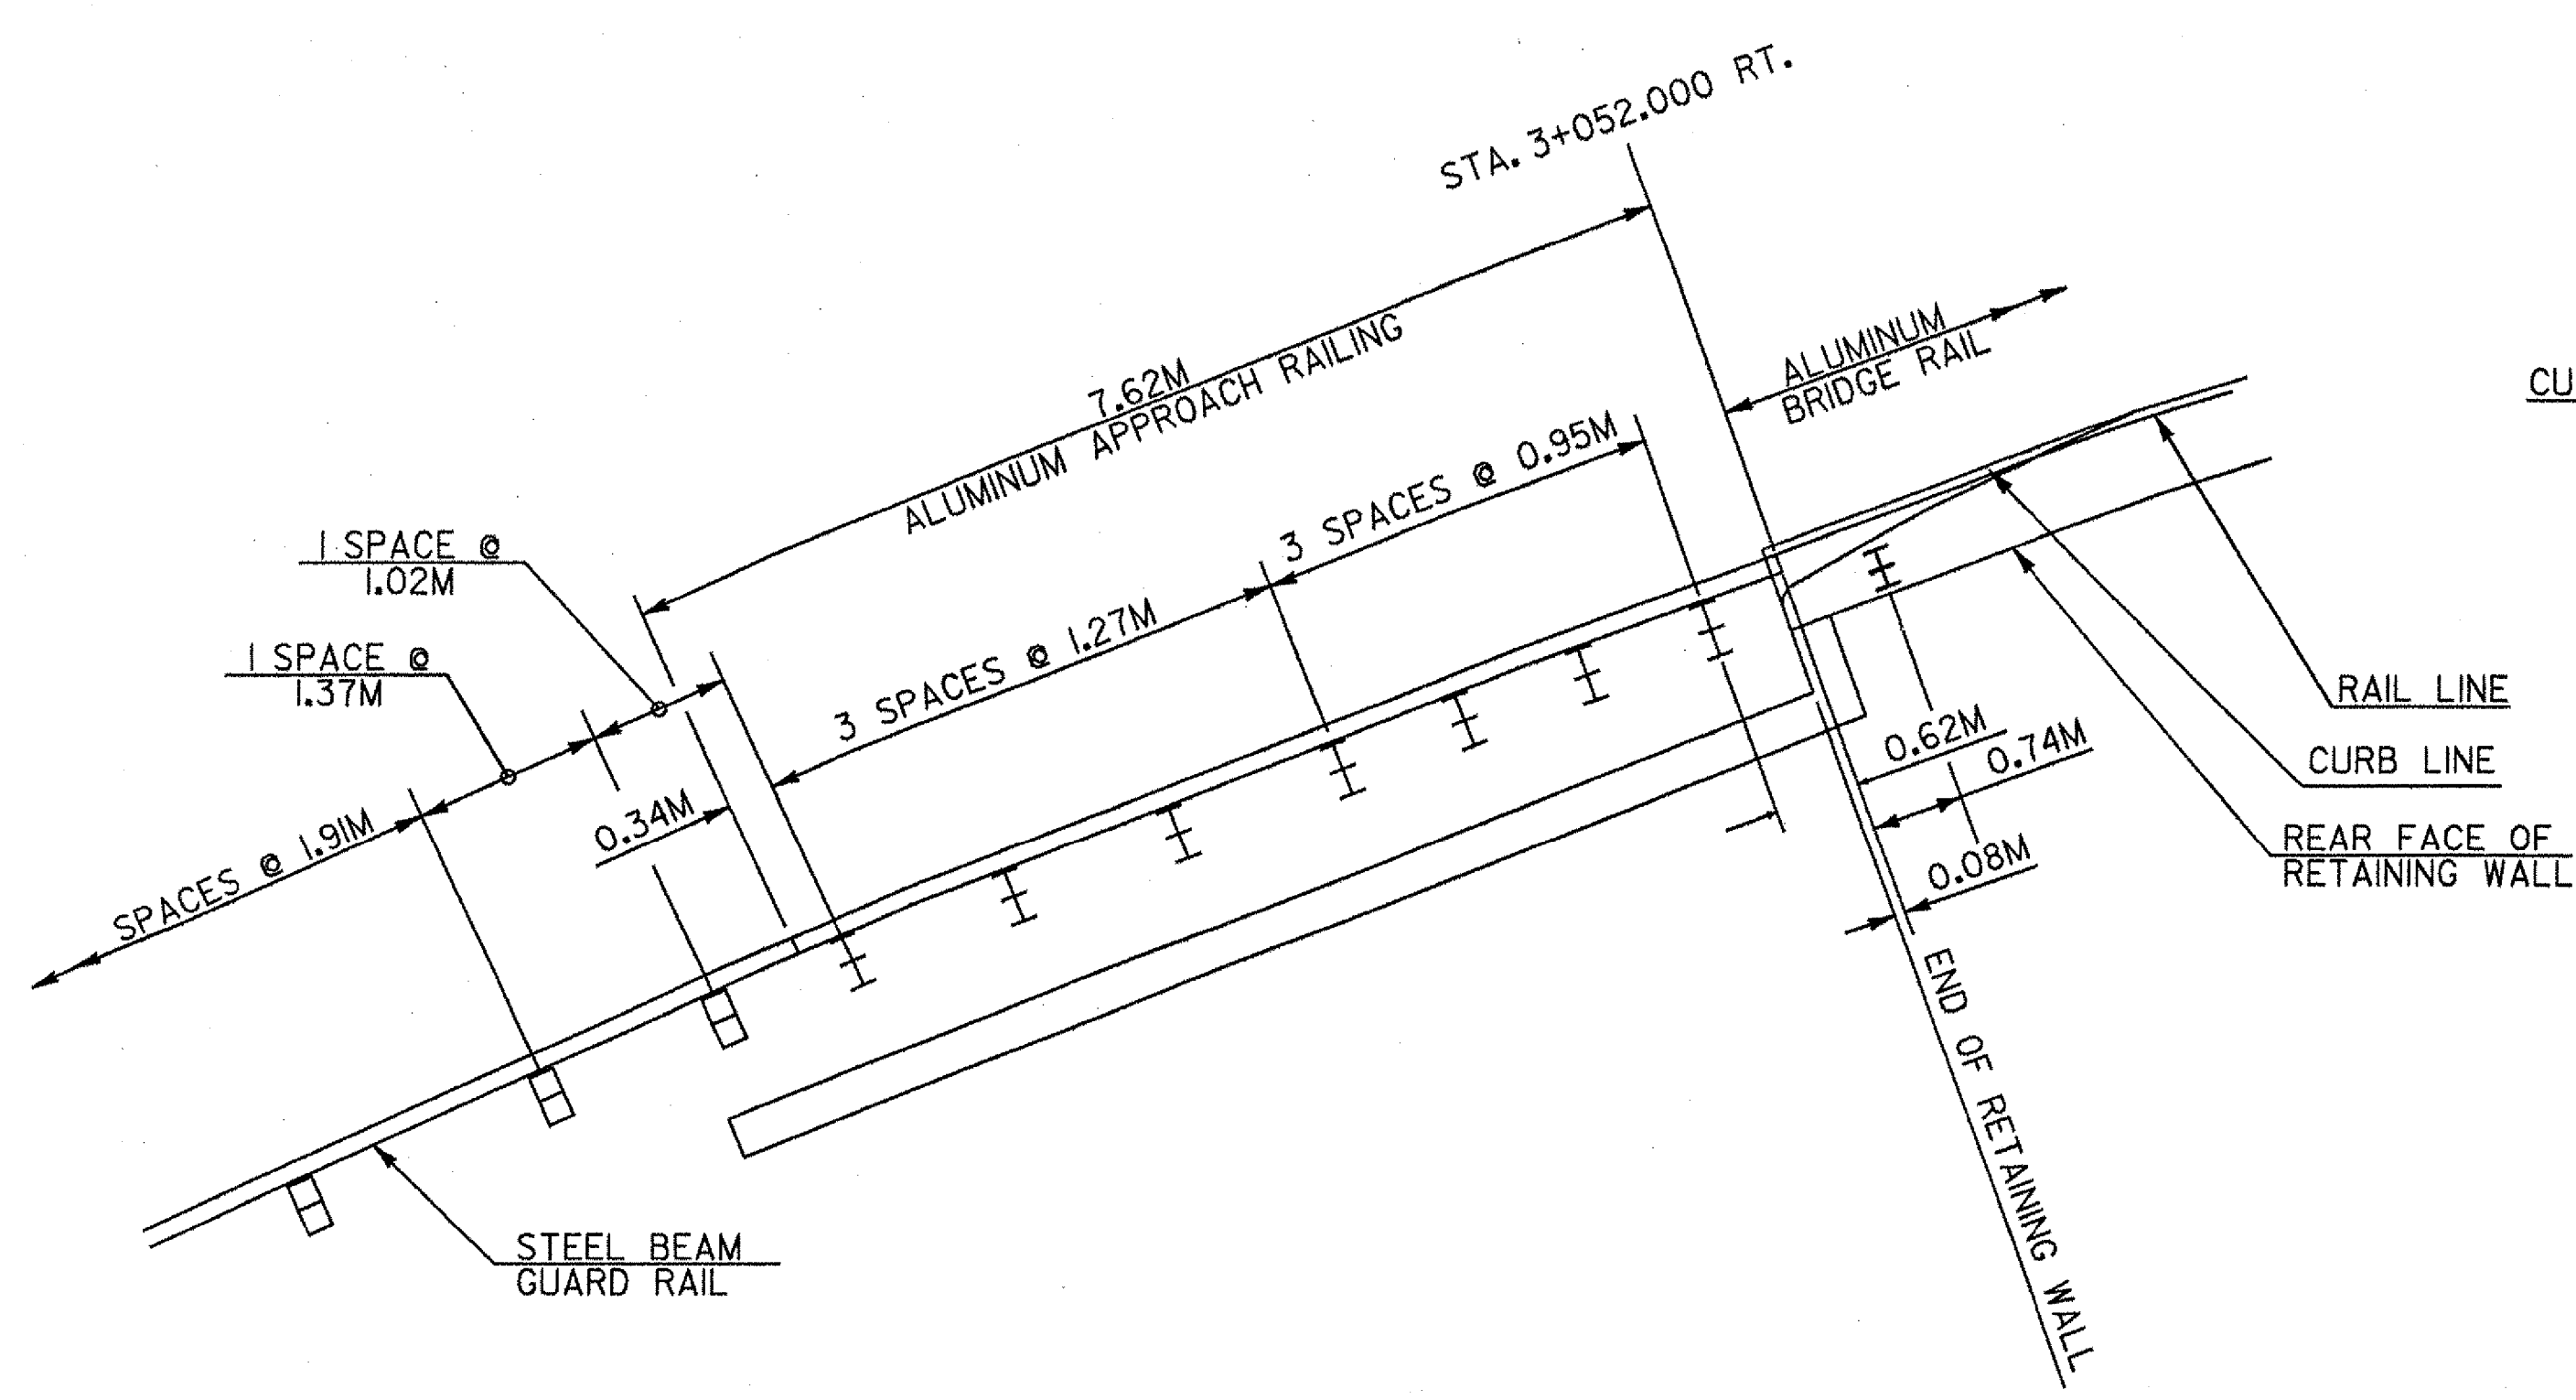 STA. 3+052.000 RT.
7.62M
ALUMINUM APPROACH RAILING
ALUMINUM
BRIDGE RAIL
CU
3 SPACES @ 0.95M
1 SPACE @
1.02M
3 SPACES @ 1.27M
1 SPACE @
1.37M
0.34M
SPACES @ 1.91M
RAIL LINE
0.62M
0.74M
CURB LINE
REAR FACE OF
RETAINING WALL
0.08M
END OF RETAINING WALL
STEEL BEAM
GUARD RAIL